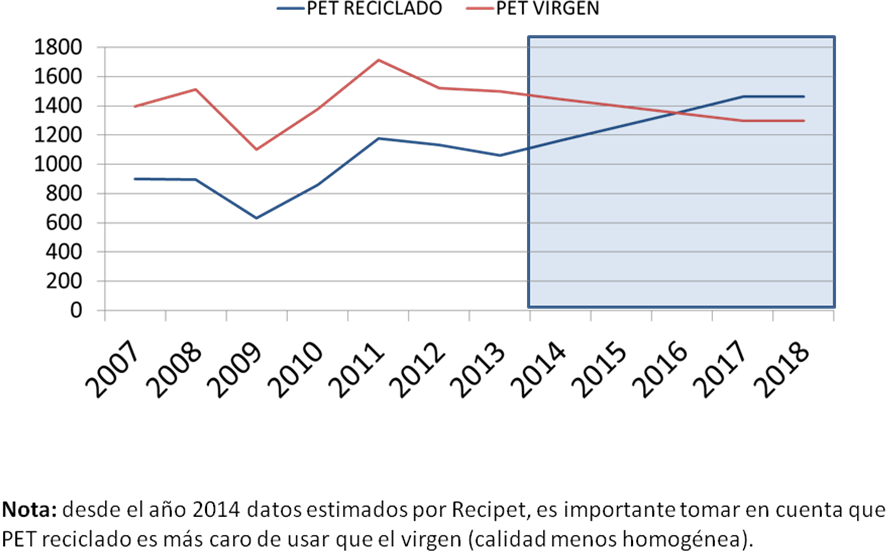 PET RECICLADO PET VIRGEN
1800
1600
1400
1200
1000
800
600
400
200
0
2007 2008 2009 2010 2011 2012 2013 2014 2015 2016 2017 2018
Nota: desde el año 2014 datos estimados por Recipet, es importante tomar en cuenta que
PET reciclado es más caro de usar que el virgen (calidad menos homogénea).